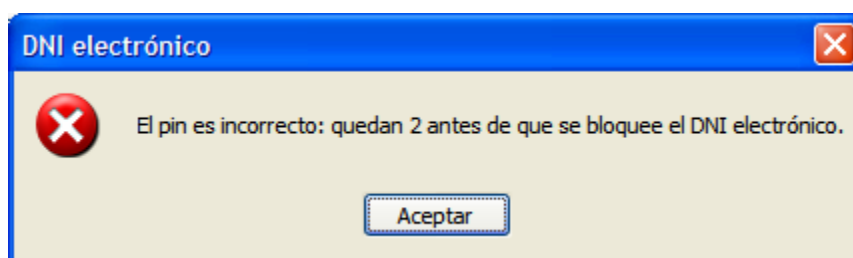 DNI electrónico
El pin es incorrecto: quedan 2 antes de que se bloquee el DNI electrónico.
Aceptar